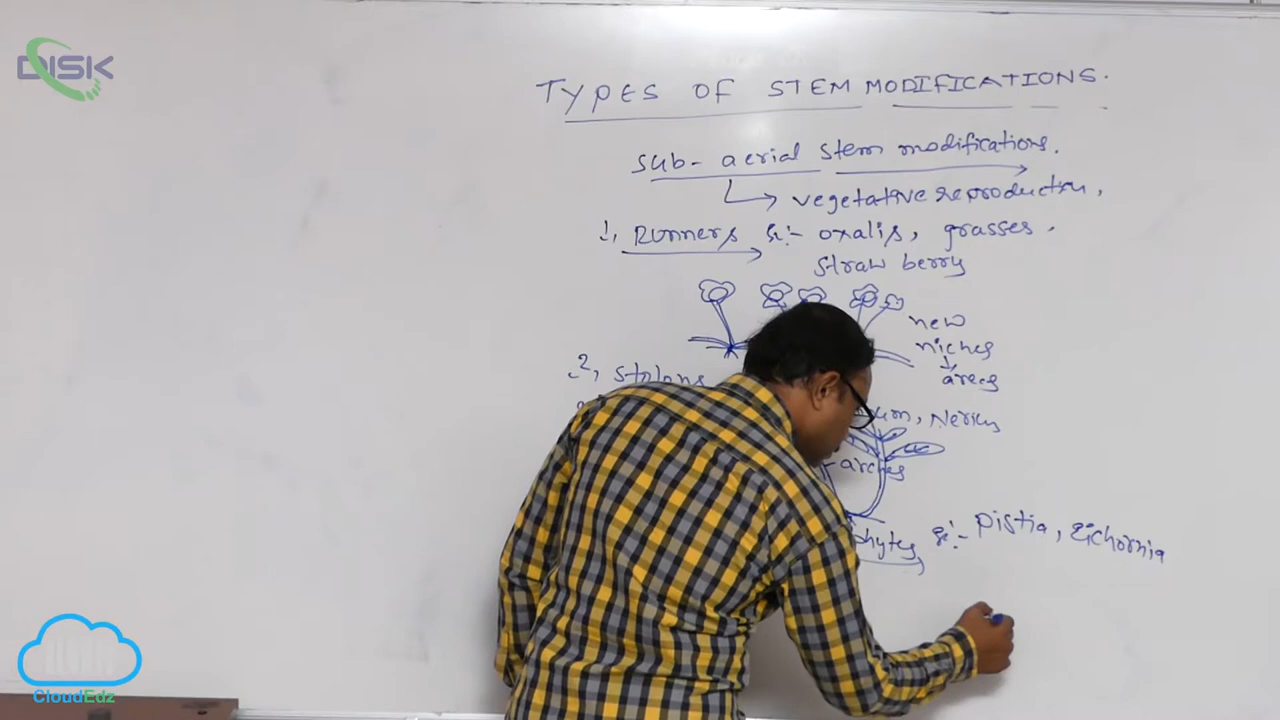 DISK
TYPES OF STEM MODIFICATIONS.
sub-aerial stem modifications.
↳ vegetative reproduction.
1, Runners Ex:- oxalis, grasses.
straw berry
new
niches
↓
areas
2, Stolons
Nerium
-arches
phytes Ex:- Pistia, Eichornia
CloudEdz